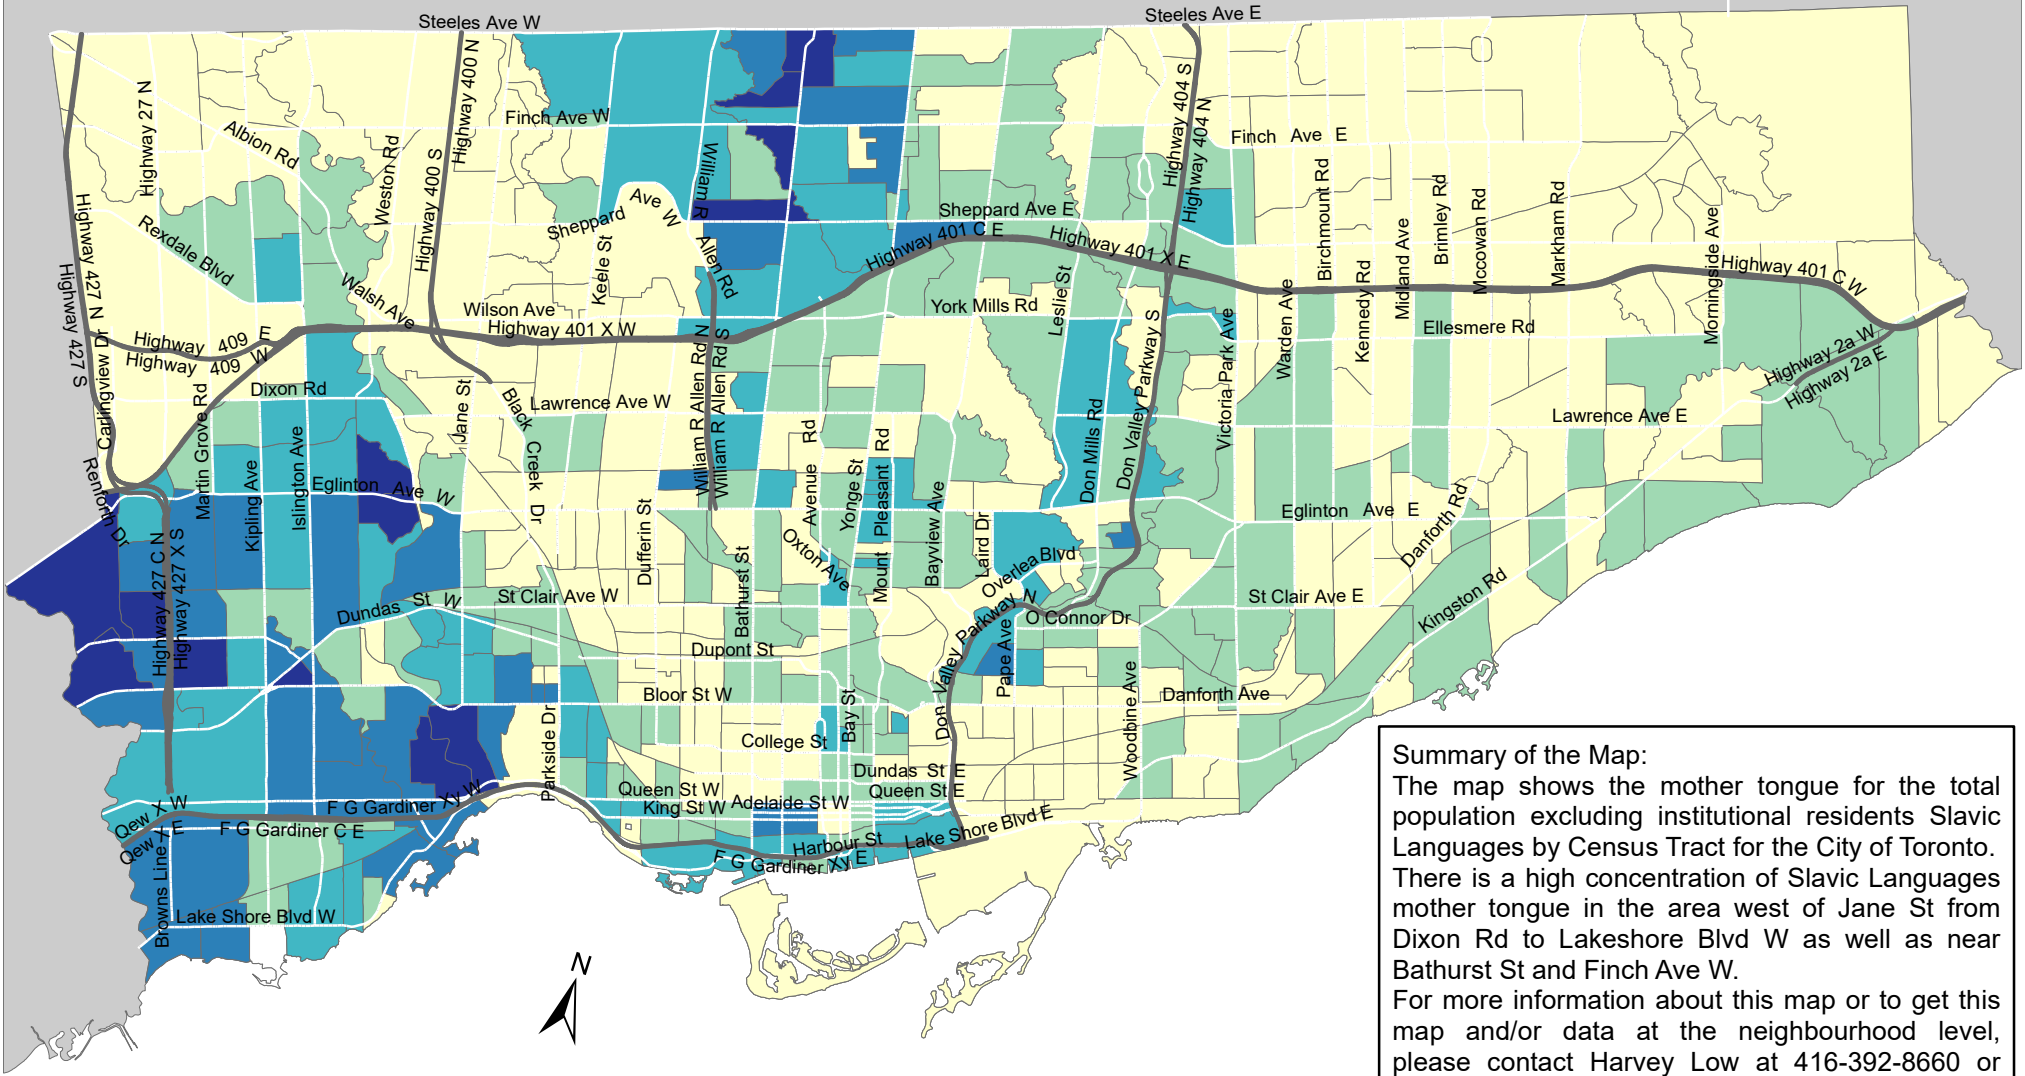 Steeles Ave W
Steeles Ave E
Highway 27 N
Albion Rd
Weston Rd
Highway 400 N
Highway 400 S
Finch Ave W
William R
Allen Rd
Highway 404 S
Highway 404 N
Finch Ave E
Birchmount Rd
Brimley Rd
Mccowan Rd
Markham Rd
Morningside Ave
Midland Ave
Kennedy Rd
Warden Ave
Highway 427 N
Highway 427 S
Rexdale Blvd
Walsh Ave
Sheppard Ave W
Keele St
Sheppard Ave E
Highway 401 C E
Highway 401 X E
Highway 401 C W
Leslie St
York Mills Rd
Wilson Ave
Highway 401 X W
Highway 409 E
Highway 409 W
Carlingview Dr
Ellesmere Rd
Highway 2a W
Highway 2a E
Victoria Park Ave
Don Valley Parkway S
Don Mills Rd
Dixon Rd
Martin Grove Rd
Jane St
Black Creek Dr
Lawrence Ave W
William R Allen Rd N
William R Allen Rd S
Avenue Rd
Yonge St
Mount Pleasant Rd
Bayview Ave
Laird Dr
Lawrence Ave E
Renforth Dr
Kipling Ave
Islington Ave
Eglinton Ave W
Eglinton Ave E
Danforth Rd
Dufferin St
Bathurst St
Oxton Ave
Overlea Blvd
Highway 427 C N
Highway 427 X S
Dundas St W
St Clair Ave W
St Clair Ave E
Kingston Rd
O Connor Dr
Don Valley Parkway N
Pape Ave
Dupont St
Bloor St W
Bay St
Danforth Ave
Woodbine Ave
Parkside Dr
College St
Dundas St E
Queen St W
Queen St E
King St W
Adelaide St W
Qew X W
Qew X E
F G Gardiner Xy W
F G Gardiner C E
Harbour St
Lake Shore Blvd E
F G Gardiner Xy E
Browns Line
Lake Shore Blvd W
N
Summary of the Map:
The map shows the mother tongue for the total
population excluding institutional residents Slavic
Languages by Census Tract for the City of Toronto.
There is a high concentration of Slavic Languages
mother tongue in the area west of Jane St from
Dixon Rd to Lakeshore Blvd W as well as near
Bathurst St and Finch Ave W.
For more information about this map or to get this
map and/or data at the neighbourhood level,
please contact Harvey Low at 416-392-8660 or